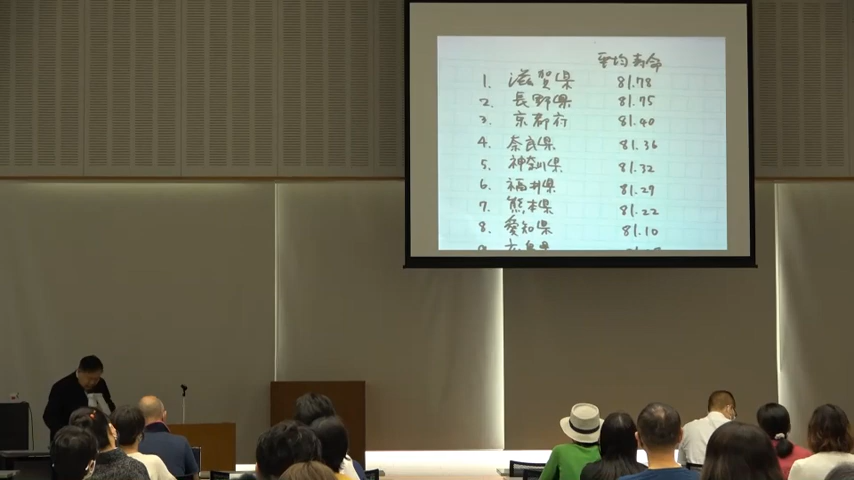 平均寿命
1. 滋賀県 81.78
2. 長野県 81.75
3. 京都府 81.40
4. 奈良県 81.36
5. 神奈川県 81.32
6. 福井県 81.29
7. 熊本県 81.22
8. 愛知県 81.10